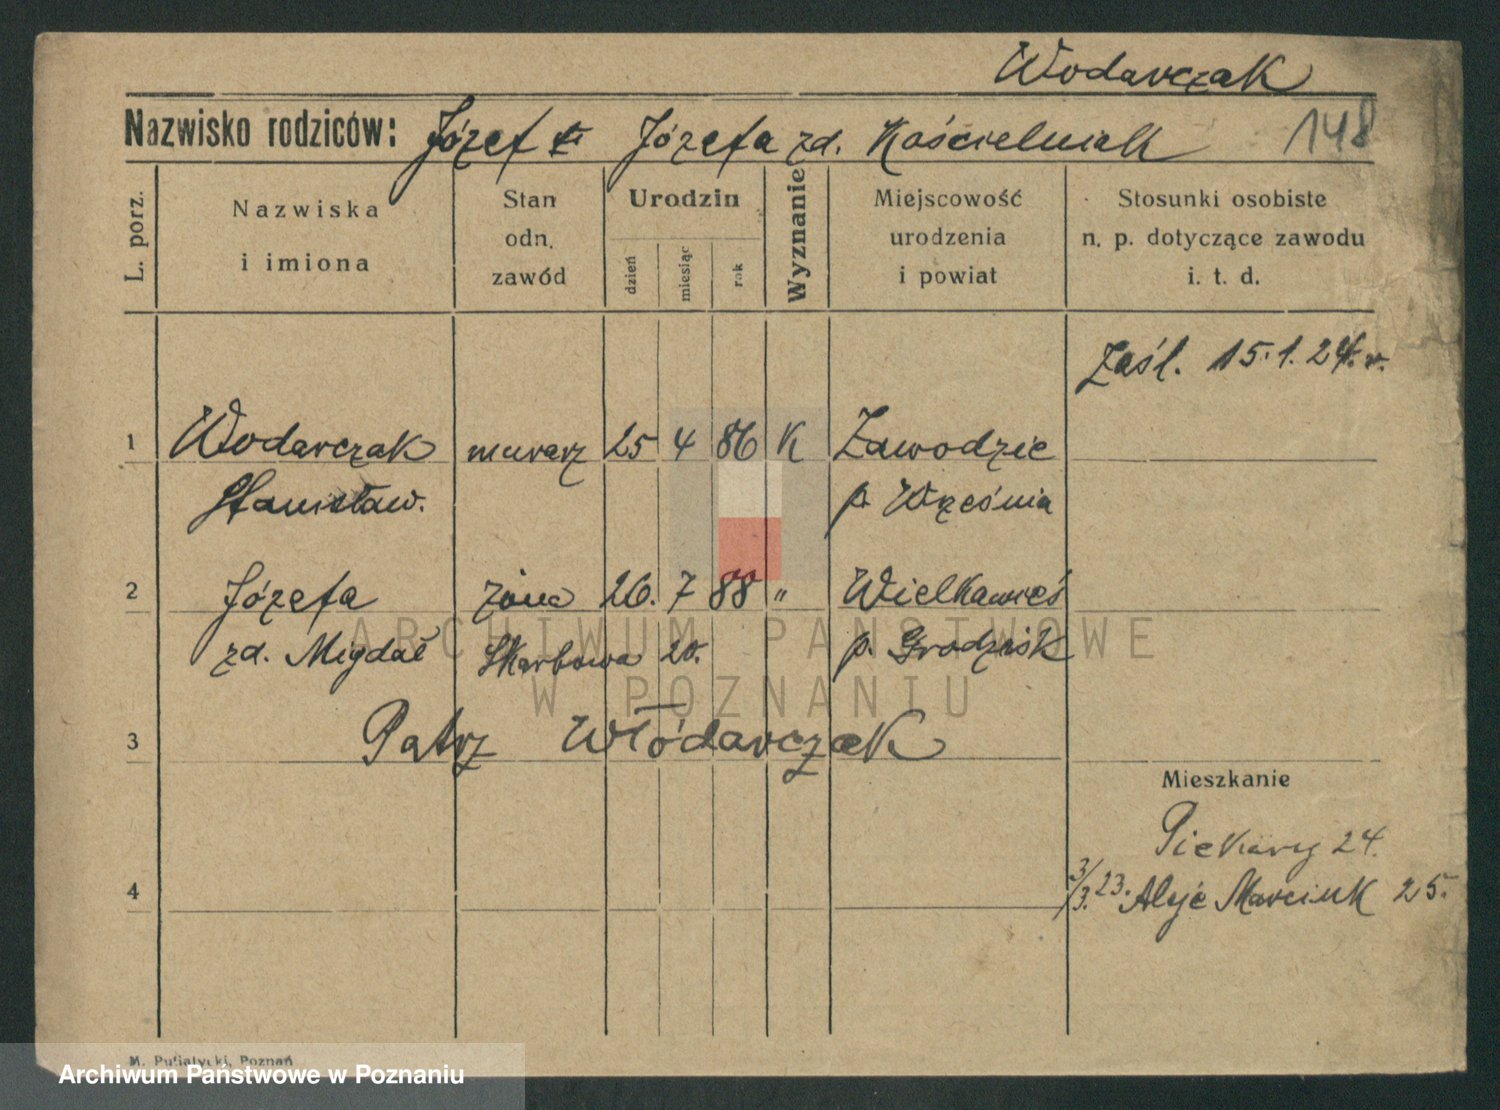 Wodarczak
Nazwisko rodziców: Józef Józefa zd. Kościelniak 148
L. porz.
Nazwiska i imiona
Stan odn. zawód
Urodzin
dzień miesiąc rok
Wyznanie
Miejscowość urodzenia i powiat
Stosunki osobiste n. p. dotyczące zawodu i. t. d.
Zaśl. 15.1.24.r.
1 Wodarczak murarz 25 4 86 K Zawodzie
Stanisław. p. Września
2 Józefa żona 26. 7 88 " Wielkawieś
zd. Migdał Skarbowa 20. p. Grodzisk
ARCHIWUM PAŃSTWOWE
W POZNANIU
3 Patrz Włódarczak
Mieszkanie
Piekary 24.
4 3/3.23. Aleje Marcink 25.
M. Putiatycki, Poznań
Archiwum Państwowe w Poznaniu